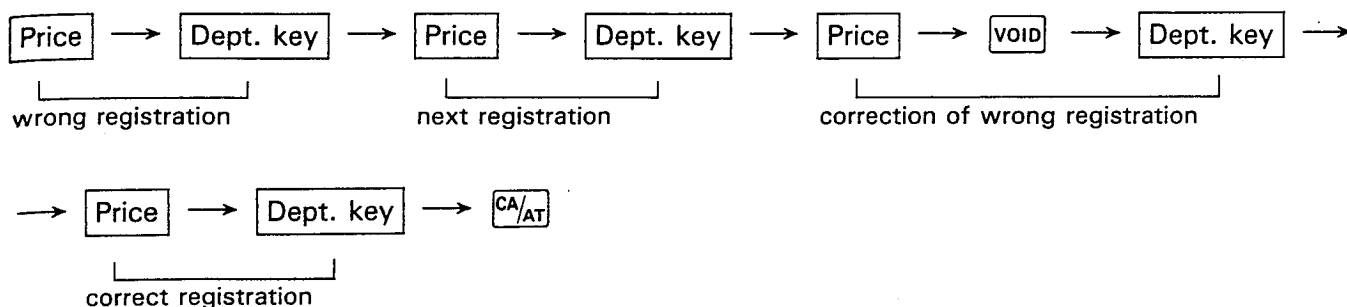 Price → Dept. key → Price → Dept. key → Price → VOID → Dept. key →
wrong registration next registration correction of wrong registration
→ Price → Dept. key → CA/AT
correct registration